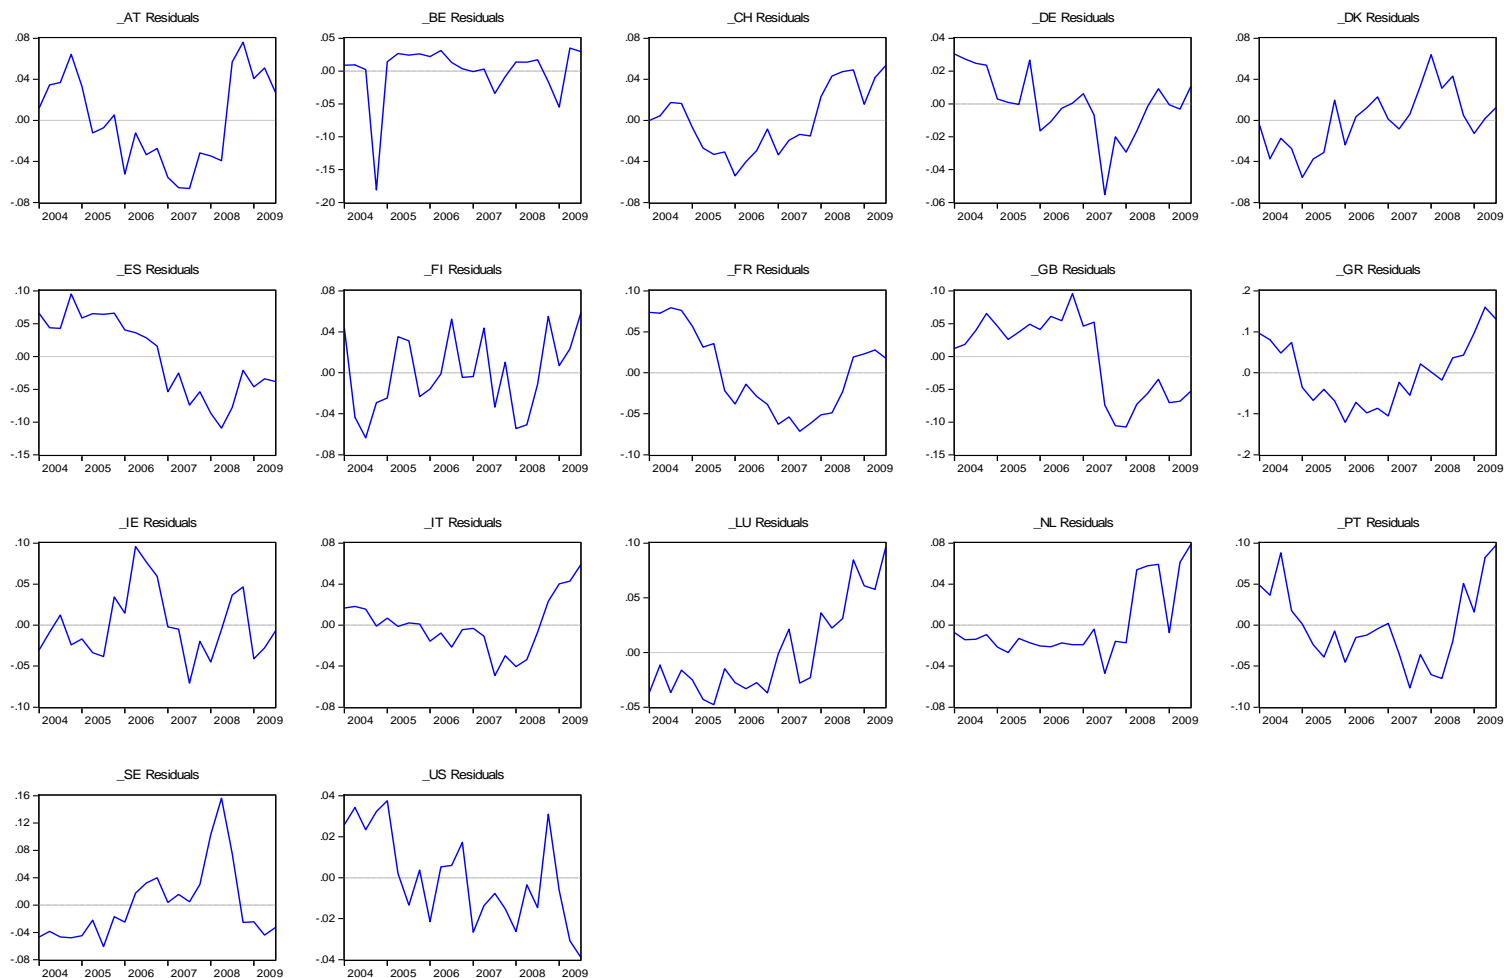 _AT Residuals
.08
.04
.00
-.04
-.08
2004 2005 2006 2007 2008 2009
_BE Residuals
.05
.00
-.05
-.10
-.15
-.20
2004 2005 2006 2007 2008 2009
_CH Residuals
.08
.04
.00
-.04
-.08
2004 2005 2006 2007 2008 2009
_DE Residuals
.04
.02
.00
-.02
-.04
-.06
2004 2005 2006 2007 2008 2009
_DK Residuals
.08
.04
.00
-.04
-.08
2004 2005 2006 2007 2008 2009
_ES Residuals
.10
.05
.00
-.05
-.10
-.15
2004 2005 2006 2007 2008 2009
_FI Residuals
.08
.04
.00
-.04
-.08
2004 2005 2006 2007 2008 2009
_FR Residuals
.10
.05
.00
-.05
-.10
2004 2005 2006 2007 2008 2009
_GB Residuals
.10
.05
.00
-.05
-.10
-.15
2004 2005 2006 2007 2008 2009
_GR Residuals
.2
.1
.0
-.1
-.2
2004 2005 2006 2007 2008 2009
_IE Residuals
.10
.05
.00
-.05
-.10
2004 2005 2006 2007 2008 2009
_IT Residuals
.08
.04
.00
-.04
-.08
2004 2005 2006 2007 2008 2009
_LU Residuals
.10
.05
.00
-.05
2004 2005 2006 2007 2008 2009
_NL Residuals
.08
.04
.00
-.04
-.08
2004 2005 2006 2007 2008 2009
_PT Residuals
.10
.05
.00
-.05
-.10
2004 2005 2006 2007 2008 2009
_SE Residuals
.16
.12
.08
.04
.00
-.04
-.08
2004 2005 2006 2007 2008 2009
_US Residuals
.04
.02
.00
-.02
-.04
2004 2005 2006 2007 2008 2009